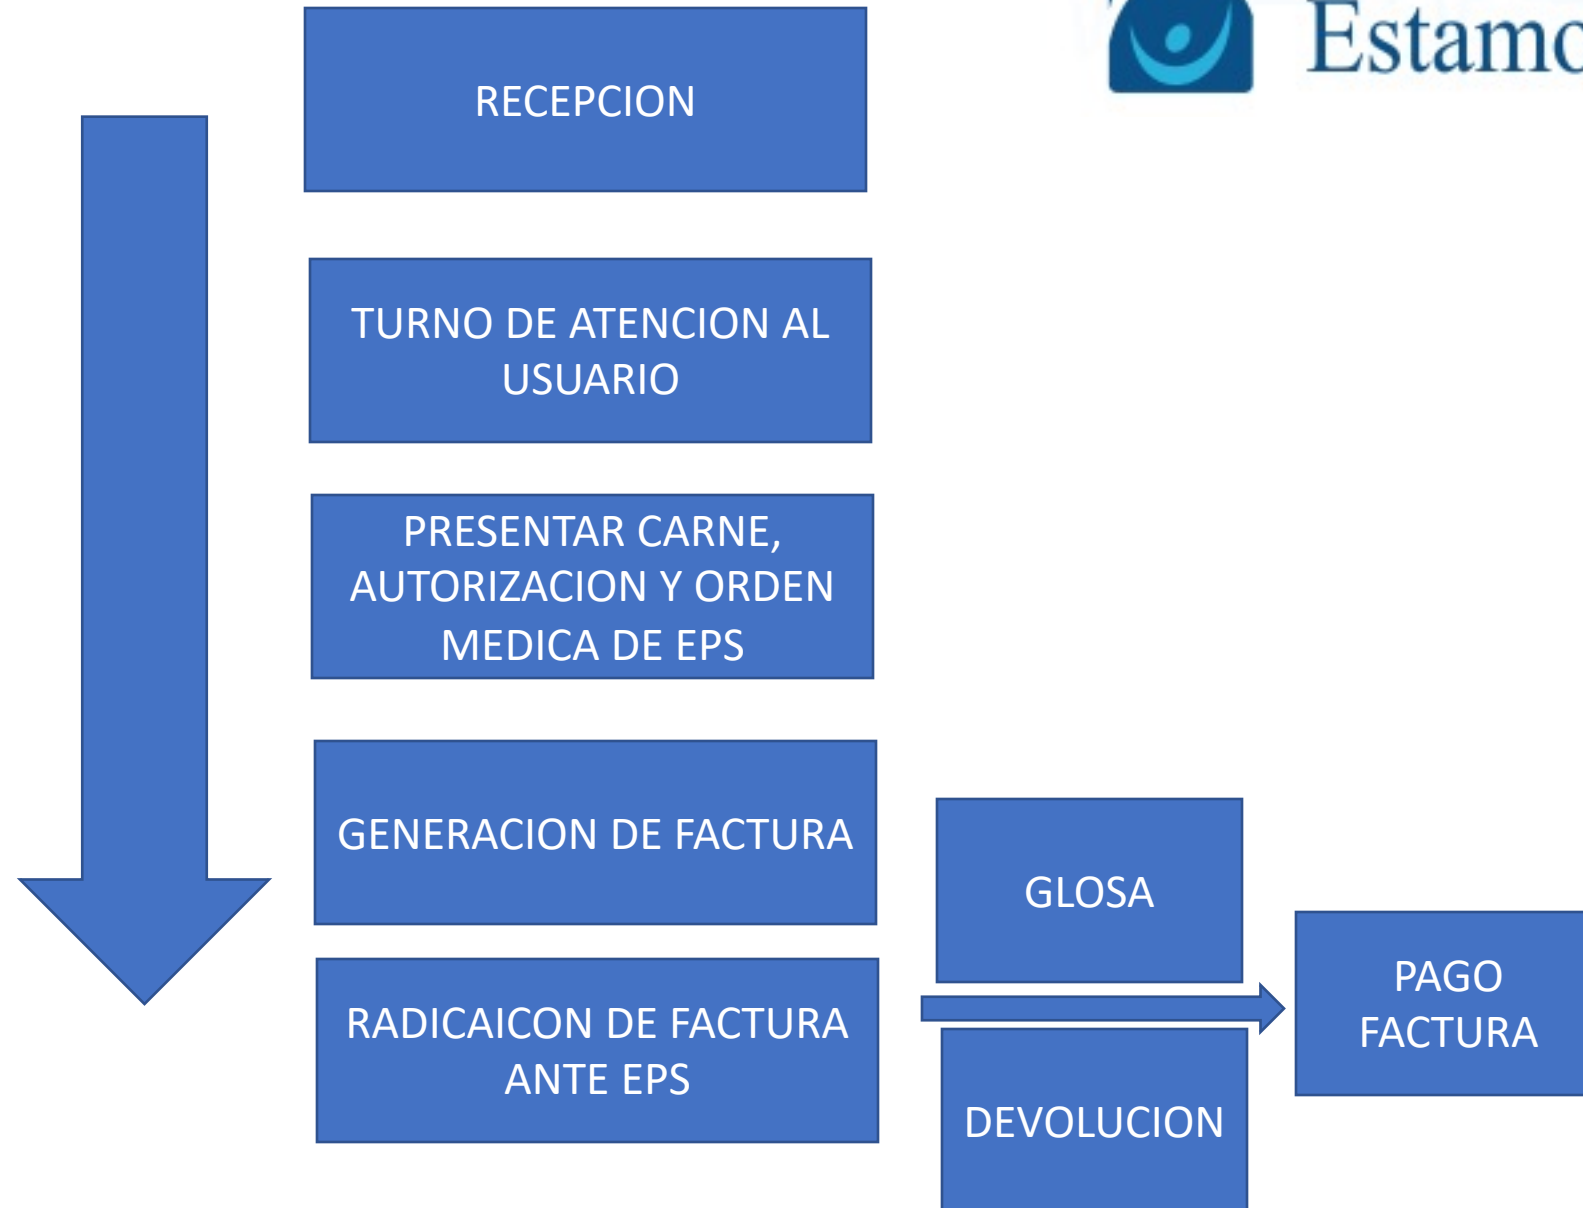 Estamo
RECEPCION
TURNO DE ATENCION AL
USUARIO
PRESENTAR CARNE,
AUTORIZACION Y ORDEN
MEDICA DE EPS
GENERACION DE FACTURA
GLOSA
RADICAICON DE FACTURA
ANTE EPS
PAGO
FACTURA
DEVOLUCION